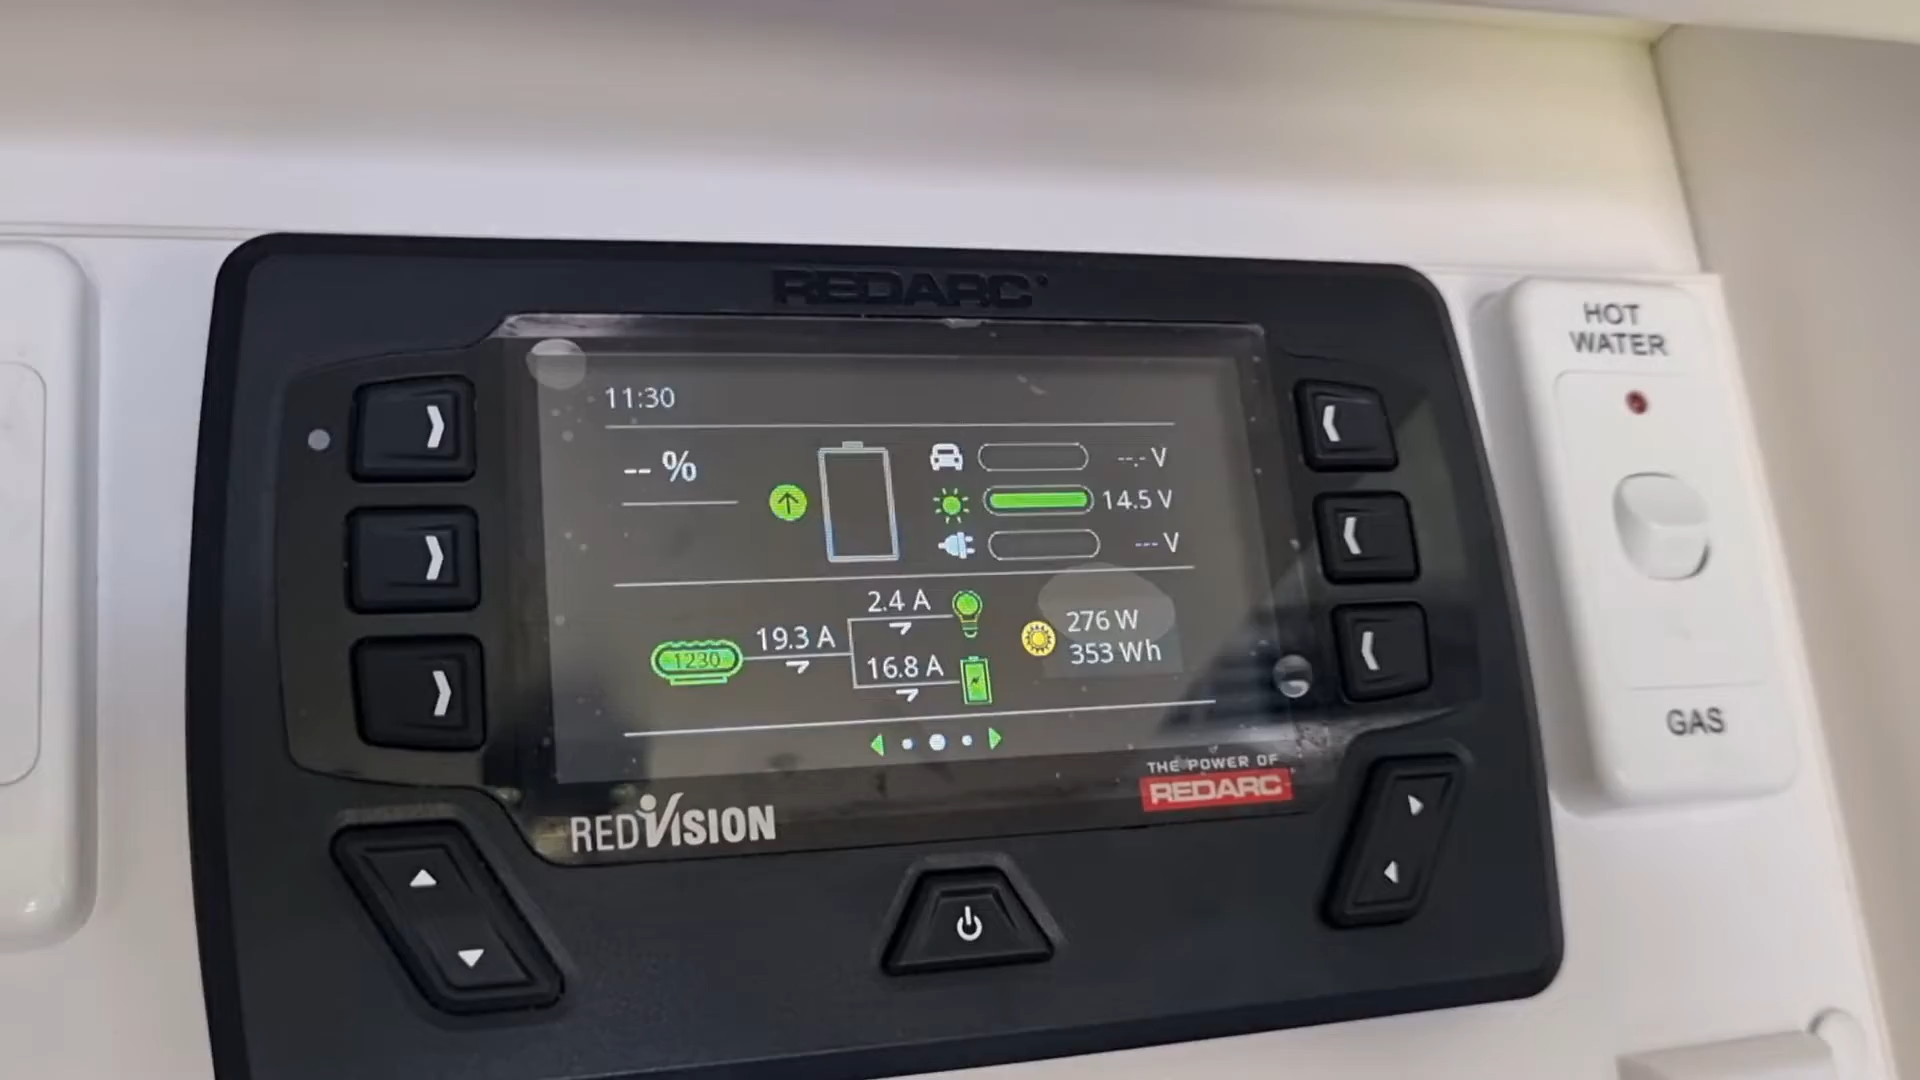 REDARC
11:30
-- %
--.- V
14.5 V
--- V
2.4 A
19.3 A
1230
16.8 A
276 W
353 Wh
THE POWER OF
REDARC
REDVISION
HOT
WATER
GAS